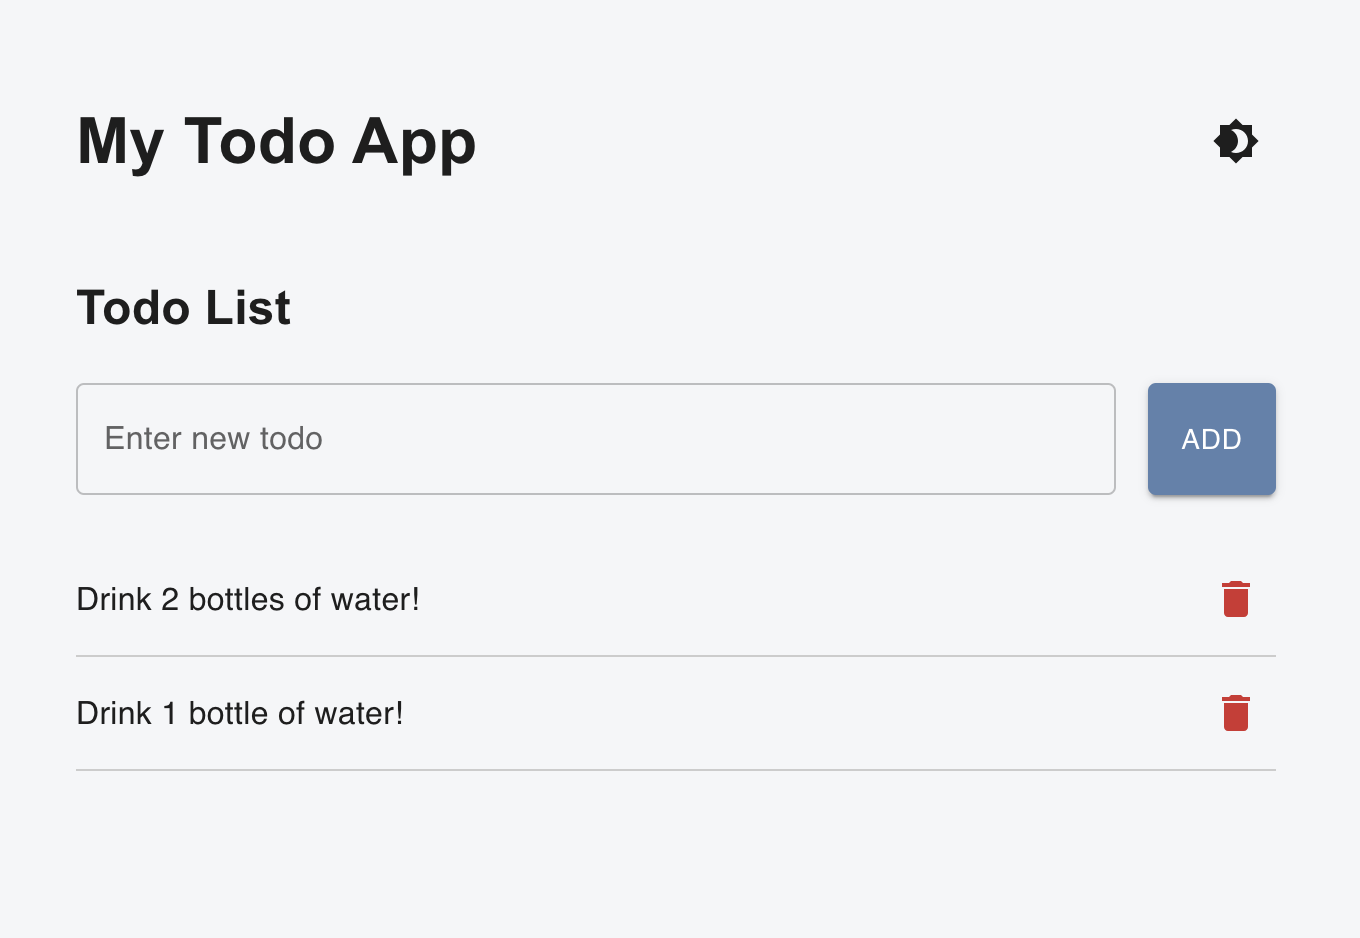 My Todo App
Todo List
Enter new todo
ADD
Drink 2 bottles of water!
Drink 1 bottle of water!